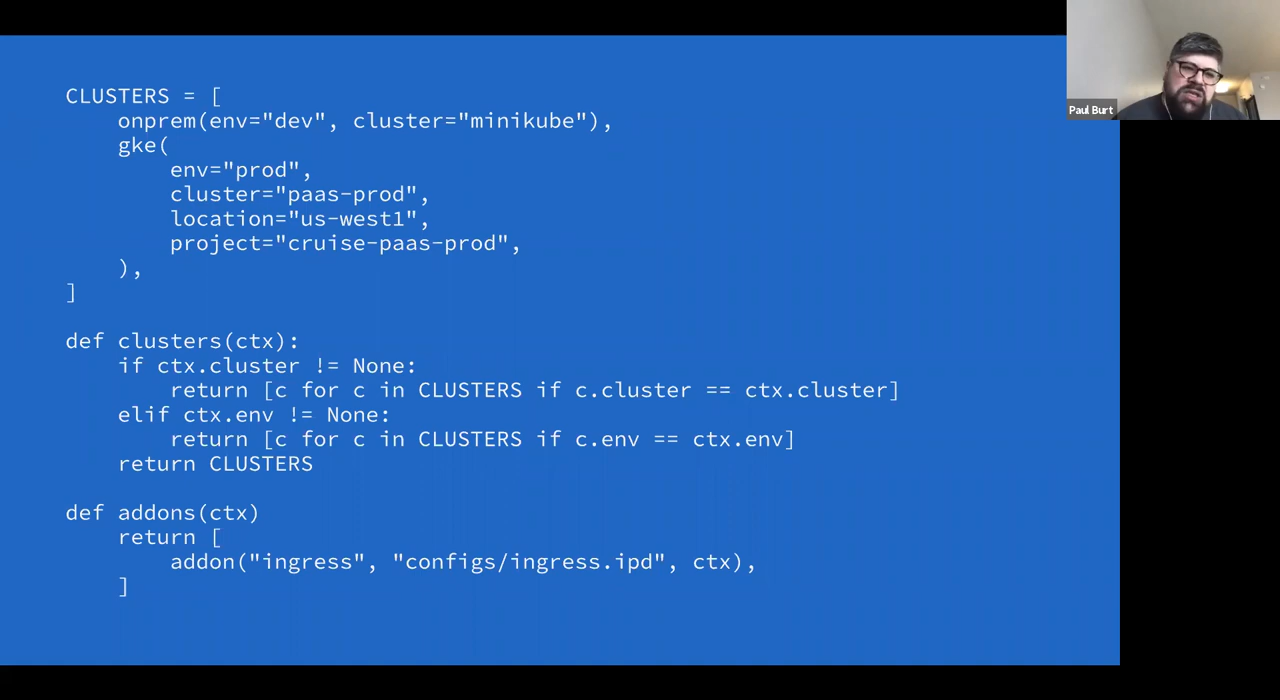 CLUSTERS = [
    onprem(env="dev", cluster="minikube"),
    gke(
        env="prod",
        cluster="paas-prod",
        location="us-west1",
        project="cruise-paas-prod",
    ),
]
def clusters(ctx):
    if ctx.cluster != None:
        return [c for c in CLUSTERS if c.cluster == ctx.cluster]
    elif ctx.env != None:
        return [c for c in CLUSTERS if c.env == ctx.env]
    return CLUSTERS
def addons(ctx)
    return [
        addon("ingress", "configs/ingress.ipd", ctx),
    ]
Paul Burt